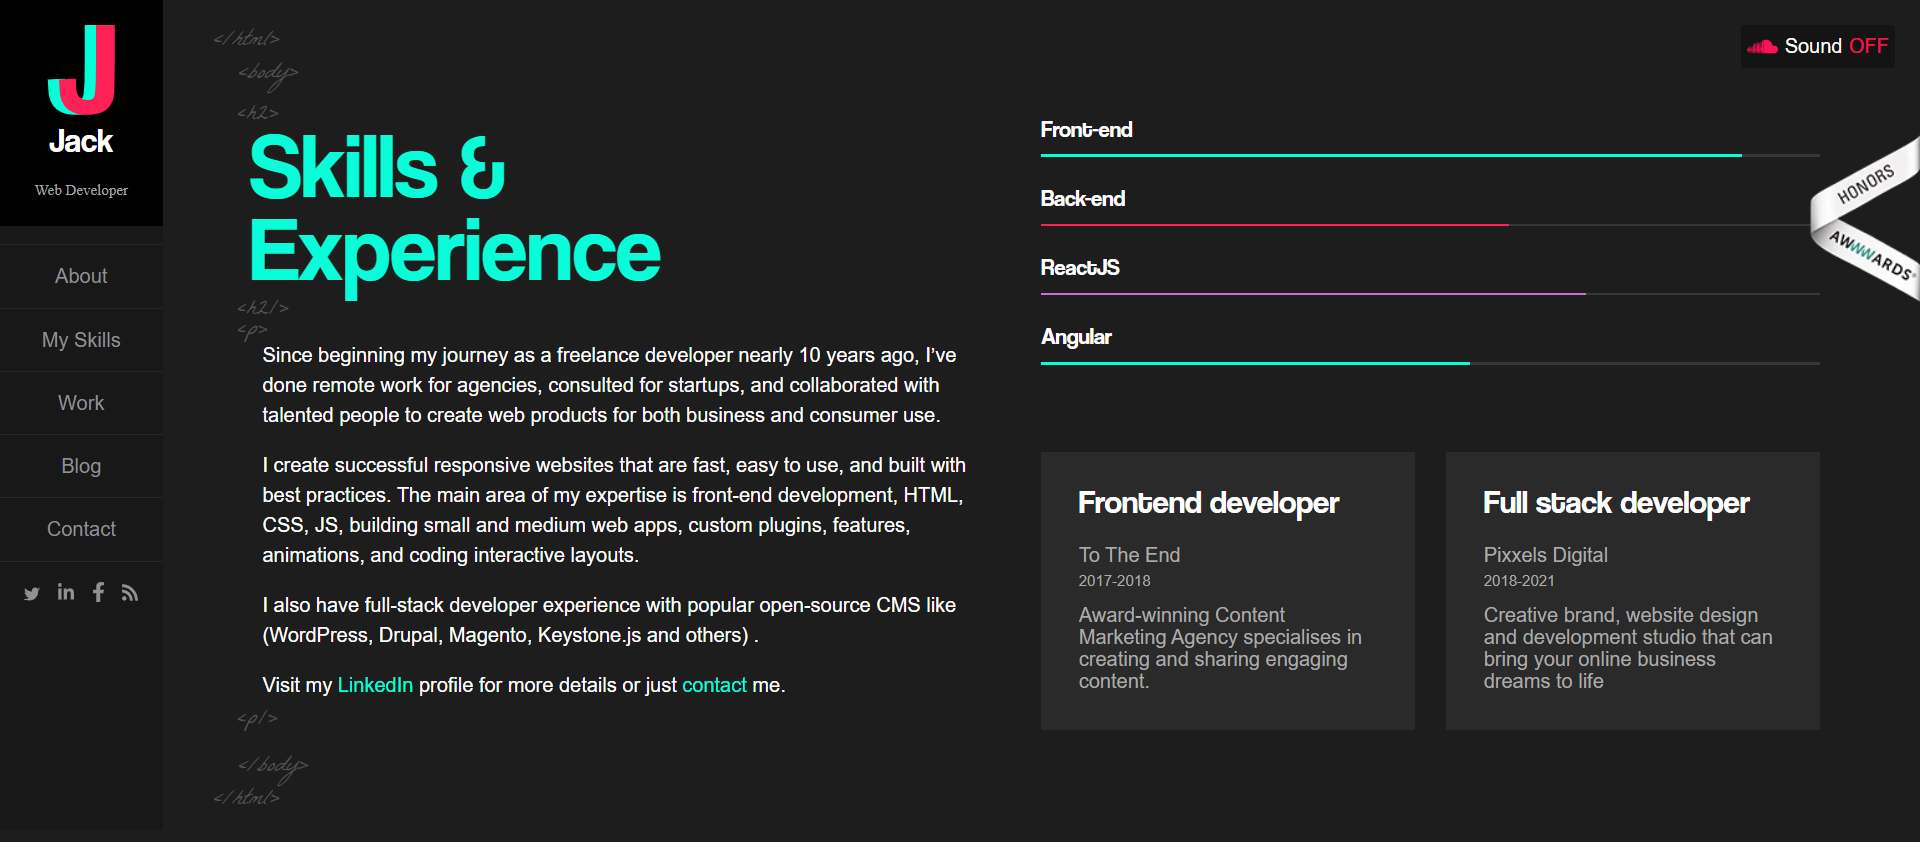 J
Jack
Web Developer
About
My Skills
Work
Blog
Contact
</html>
<body>
<h2>
Skills &
Experience
<h2/>
<p>
Since beginning my journey as a freelance developer nearly 10 years ago, I’ve
done remote work for agencies, consulted for startups, and collaborated with
talented people to create web products for both business and consumer use.
I create successful responsive websites that are fast, easy to use, and built with
best practices. The main area of my expertise is front-end development, HTML,
CSS, JS, building small and medium web apps, custom plugins, features,
animations, and coding interactive layouts.
I also have full-stack developer experience with popular open-source CMS like
(WordPress, Drupal, Magento, Keystone.js and others) .
Visit my LinkedIn profile for more details or just contact me.
<p/>
</body>
</html>
Sound OFF
Front-end
Back-end
ReactJS
Angular
HONORS
AWWWARDS®
Frontend developer
To The End
2017-2018
Award-winning Content
Marketing Agency specialises in
creating and sharing engaging
content.
Full stack developer
Pixxels Digital
2018-2021
Creative brand, website design
and development studio that can
bring your online business
dreams to life